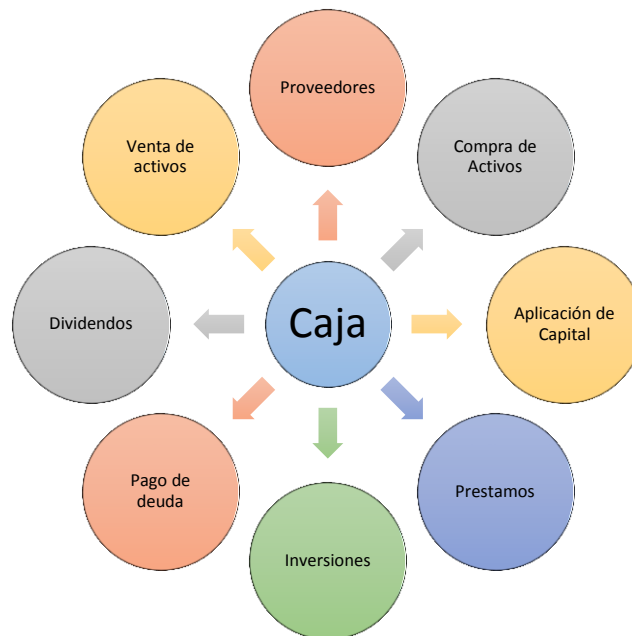 Proveedores
Compra de
Activos
Aplicación de
Capital
Prestamos
Inversiones
Pago de
deuda
Dividendos
Venta de
activos
Caja